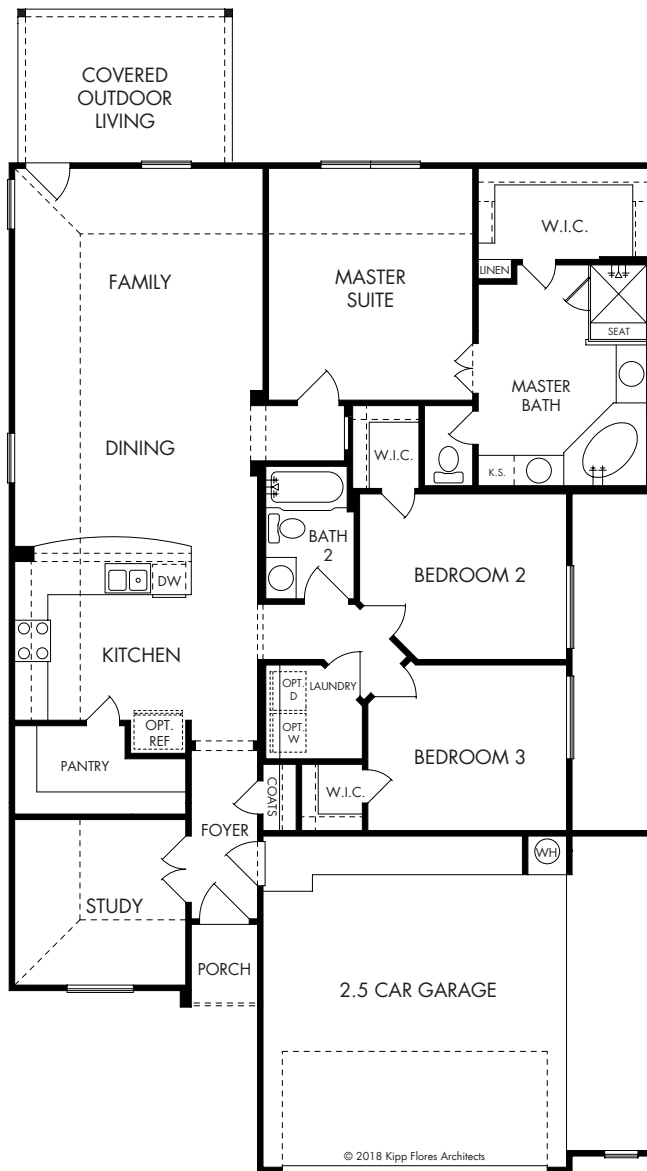 COVERED
OUTDOOR
LIVING
W.I.C.
FAMILY
MASTER
SUITE
LINEN
SEAT
MASTER
BATH
DINING
W.I.C.
K.S.
BATH
2
DW
BEDROOM 2
KITCHEN
OPT.
D
LAUNDRY
OPT.
W
OPT.
REF
PANTRY
BEDROOM 3
COATS
W.I.C.
FOYER
WH
STUDY
PORCH
2.5 CAR GARAGE
© 2018 Kipp Flores Architects